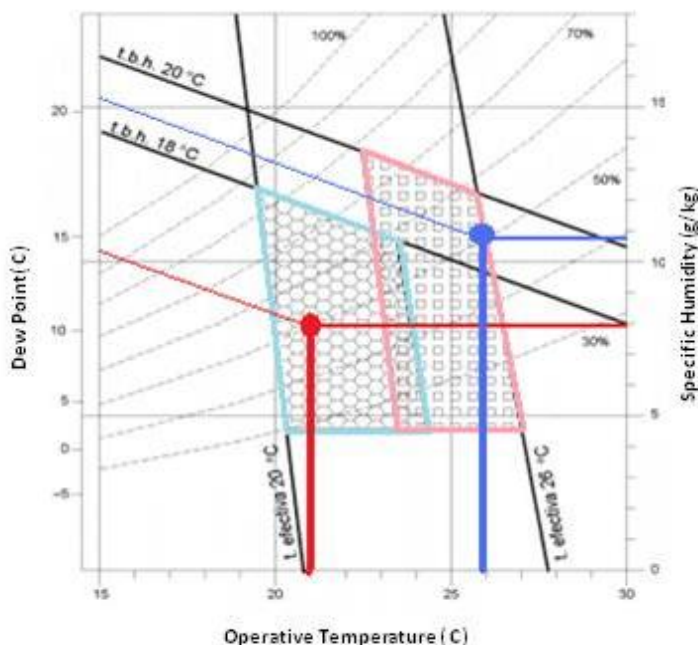 100%
70%
t.b.h. 20 °C
20
15
t.b.h. 18 °C
50%
15
10
10
30%
5
5
0
-5
t. efectiva 20 °C
t. efectiva 26 °C
0
15
20
25
30
Dew Point( C )
Specific Humidity (g/kg)
Operative Temperature ( C )